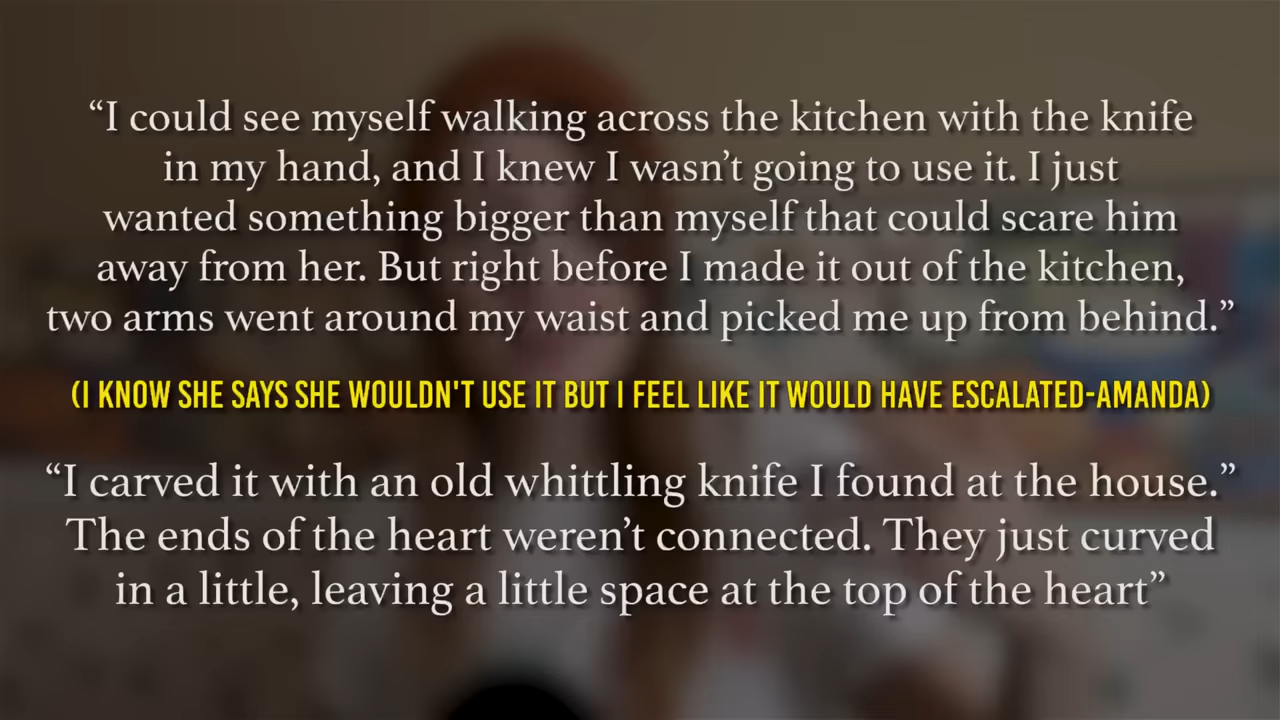 “I could see myself walking across the kitchen with the knife
in my hand, and I knew I wasn’t going to use it. I just
wanted something bigger than myself that could scare him
away from her. But right before I made it out of the kitchen,
two arms went around my waist and picked me up from behind.”
(I KNOW SHE SAYS SHE WOULDN'T USE IT BUT I FEEL LIKE IT WOULD HAVE ESCALATED-AMANDA)
“I carved it with an old whittling knife I found at the house.”
The ends of the heart weren’t connected. They just curved
in a little, leaving a little space at the top of the heart”